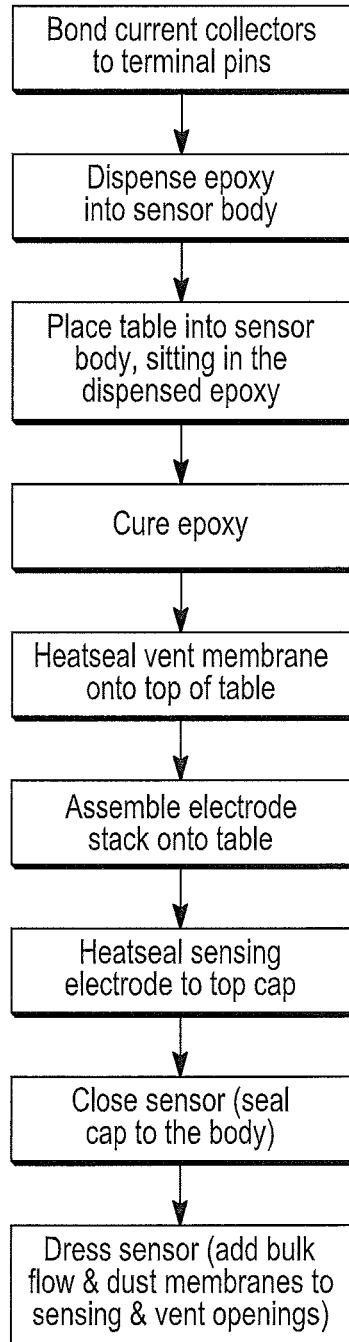 Bond current collectors
to terminal pins
Dispense epoxy
into sensor body
Place table into sensor
body, sitting in the
dispensed epoxy
Cure epoxy
Heatseal vent membrane
onto top of table
Assemble electrode
stack onto table
Heatseal sensing
electrode to top cap
Close sensor (seal
cap to the body)
Dress sensor (add bulk
flow & dust membranes to
sensing & vent openings)